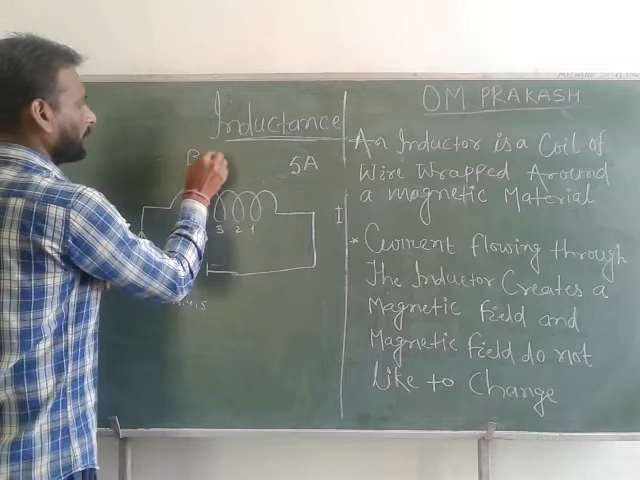 OM PRAKASH
Inductance
An Inductor is a Coil of
Wire Wrapped Around
a magnetic Material
* Current flowing through
The Inductor Creates a
Magnetic field and
Magnetic field do not
like to Change
5A
I
3 2 1